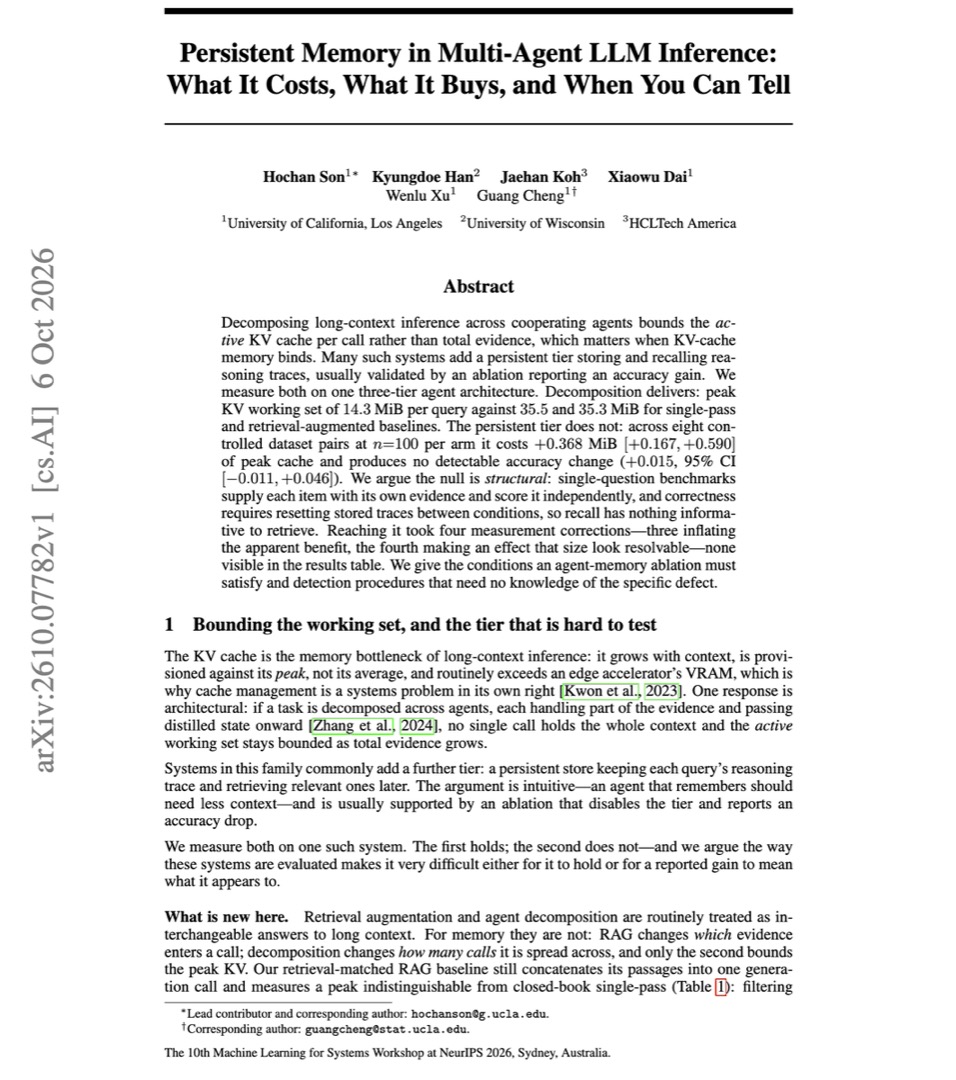 Persistent Memory in Multi-Agent LLM Inference:
What It Costs, What It Buys, and When You Can Tell
Hochan Son¹* Kyungdoe Han² Jaehan Koh³ Xiaowu Dai¹
Wenlu Xu¹ Guang Cheng¹†
¹University of California, Los Angeles ²University of Wisconsin ³HCLTech America
arXiv:2610.07782v1 [cs.AI] 6 Oct 2026
Abstract
Decomposing long-context inference across cooperating agents bounds the ac-
tive KV cache per call rather than total evidence, which matters when KV-cache
memory binds. Many such systems add a persistent tier storing and recalling rea-
soning traces, usually validated by an ablation reporting an accuracy gain. We
measure both on one three-tier agent architecture. Decomposition delivers: peak
KV working set of 14.3 MiB per query against 35.5 and 35.3 MiB for single-pass
and retrieval-augmented baselines. The persistent tier does not: across eight con-
trolled dataset pairs at n=100 per arm it costs +0.368 MiB [+0.167, +0.590]
of peak cache and produces no detectable accuracy change (+0.015, 95% CI
[−0.011, +0.046]). We argue the null is structural: single-question benchmarks
supply each item with its own evidence and score it independently, and correctness
requires resetting stored traces between conditions, so recall has nothing informa-
tive to retrieve. Reaching it took four measurement corrections—three inflating
the apparent benefit, the fourth making an effect that size look resolvable—none
visible in the results table. We give the conditions an agent-memory ablation must
satisfy and detection procedures that need no knowledge of the specific defect.
1 Bounding the working set, and the tier that is hard to test
The KV cache is the memory bottleneck of long-context inference: it grows with context, is provi-
sioned against its peak, not its average, and routinely exceeds an edge accelerator's VRAM, which is
why cache management is a systems problem in its own right [Kwon et al., 2023]. One response is
architectural: if a task is decomposed across agents, each handling part of the evidence and passing
distilled state onward [Zhang et al., 2024], no single call holds the whole context and the active
working set stays bounded as total evidence grows.
Systems in this family commonly add a further tier: a persistent store keeping each query's reasoning
trace and retrieving relevant ones later. The argument is intuitive—an agent that remembers should
need less context—and is usually supported by an ablation that disables the tier and reports an
accuracy drop.
We measure both on one such system. The first holds; the second does not—and we argue the way
these systems are evaluated makes it very difficult either for it to hold or for a reported gain to mean
what it appears to.
What is new here. Retrieval augmentation and agent decomposition are routinely treated as in-
terchangeable answers to long context. For memory they are not: RAG changes which evidence
enters a call; decomposition changes how many calls it is spread across, and only the second bounds
the peak KV. Our retrieval-matched RAG baseline still concatenates its passages into one genera-
tion call and measures a peak indistinguishable from closed-book single-pass (Table 1): filtering
*Lead contributor and corresponding author: hochanson@g.ucla.edu.
†Corresponding author: guangcheng@stat.ucla.edu.
The 10th Machine Learning for Systems Workshop at NeurIPS 2026, Sydney, Australia.